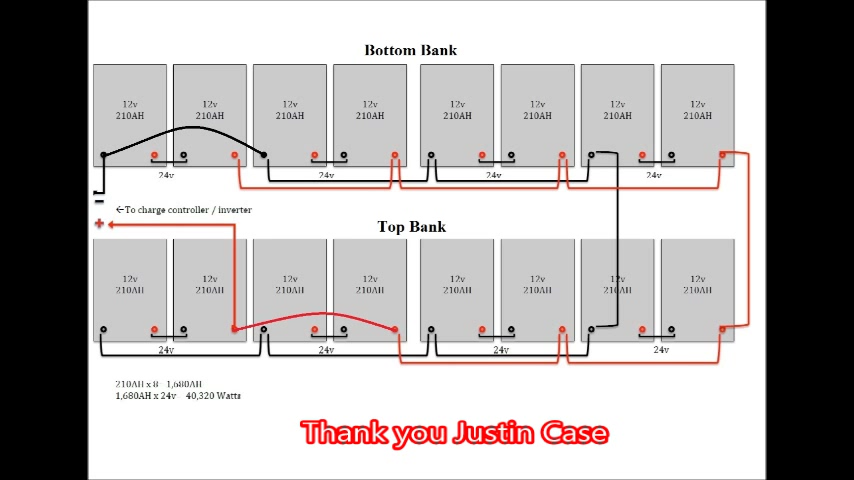 Bottom Bank
12v 12v 12v 12v 12v 12v 12v 12v
210AH 210AH 210AH 210AH 210AH 210AH 210AH 210AH
24v 24v 24v 24v
←To charge controller / inverter
Top Bank
12v 12v 12v 12v 12v 12v 12v 12v
210AH 210AH 210AH 210AH 210AH 210AH 210AH 210AH
24v 24v 24v 24v
210AH x 8 1,680AH
1,680AH x 24v 40,320 Watts
Thank you Justin Case